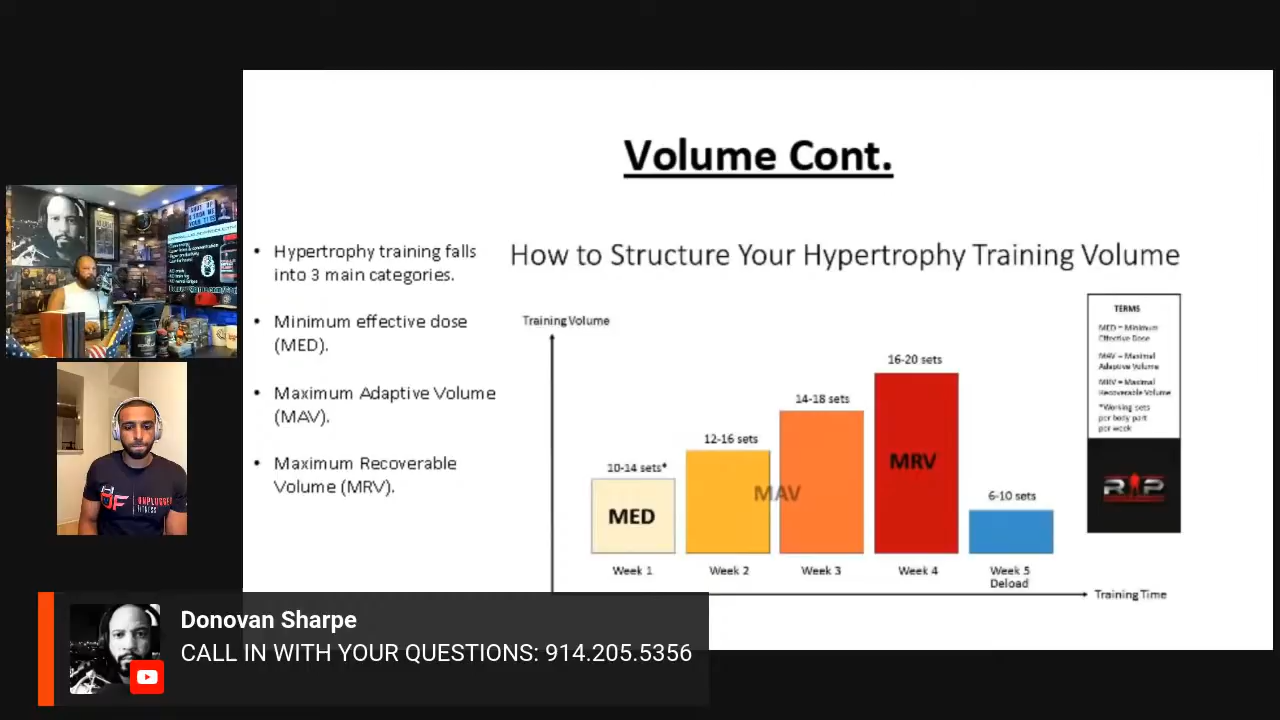 Volume Cont.
• Hypertrophy training falls
into 3 main categories.
• Minimum effective dose
(MED).
• Maximum Adaptive Volume
(MAV).
• Maximum Recoverable
Volume (MRV).
How to Structure Your Hypertrophy Training Volume
Training Volume
10-14 sets*
12-16 sets
14-18 sets
16-20 sets
6-10 sets
MED
MAV
MRV
Week 1
Week 2
Week 3
Week 4
Week 5
Deload
Training Time
TERMS
MED = Minimum
Effective Dose
MAV = Maximal
Adaptive Volume
MRV = Maximal
Recoverable Volume
*Working sets
per body part
per week
RP
UNPLUGGED
FITNESS
Donovan Sharpe
CALL IN WITH YOUR QUESTIONS: 914.205.5356